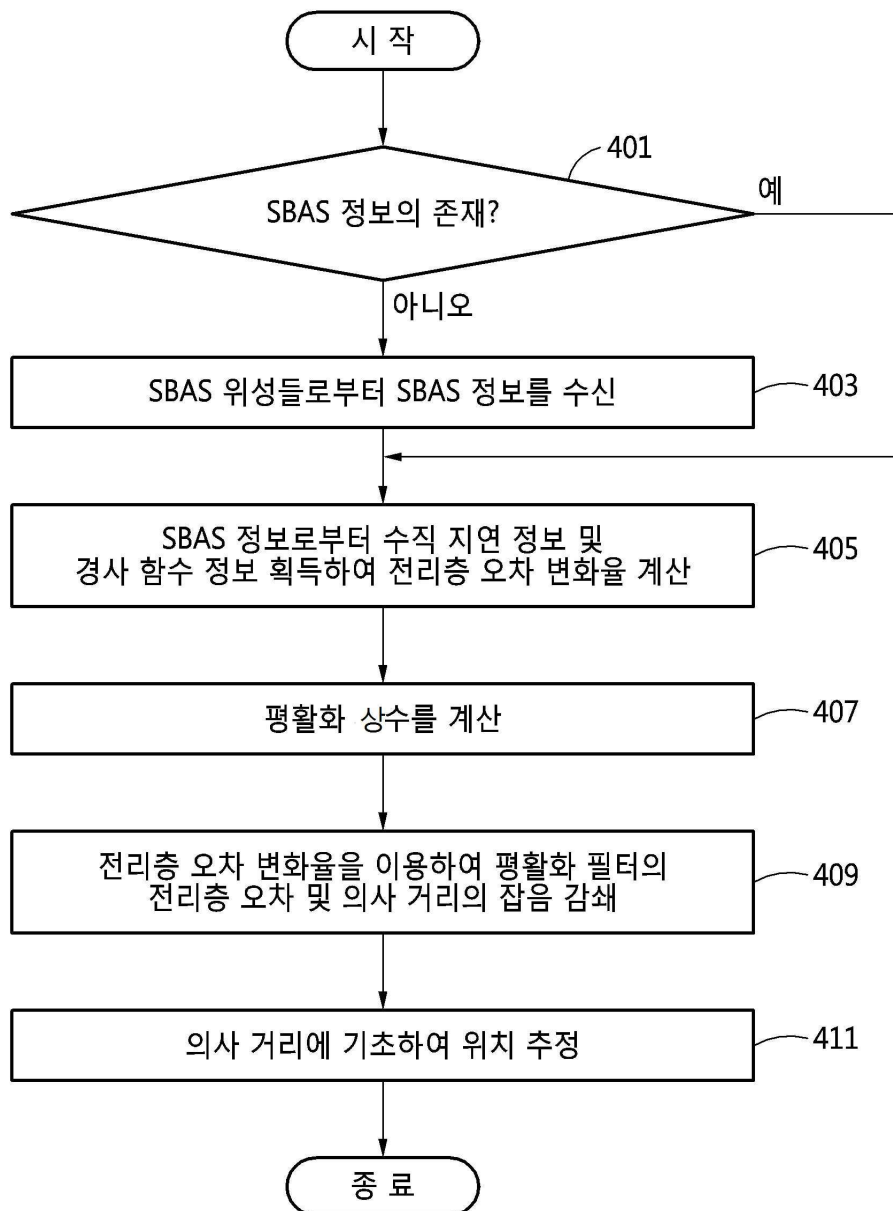 시 작
401
SBAS 정보의 존재?
예
아니오
SBAS 위성들로부터 SBAS 정보를 수신
403
SBAS 정보로부터 수직 지연 정보 및
경사 함수 정보 획득하여 전리층 오차 변화율 계산
405
평활화 상수를 계산
407
전리층 오차 변화율을 이용하여 평활화 필터의
전리층 오차 및 의사 거리의 잡음 감쇄
409
의사 거리에 기초하여 위치 추정
411
종 료